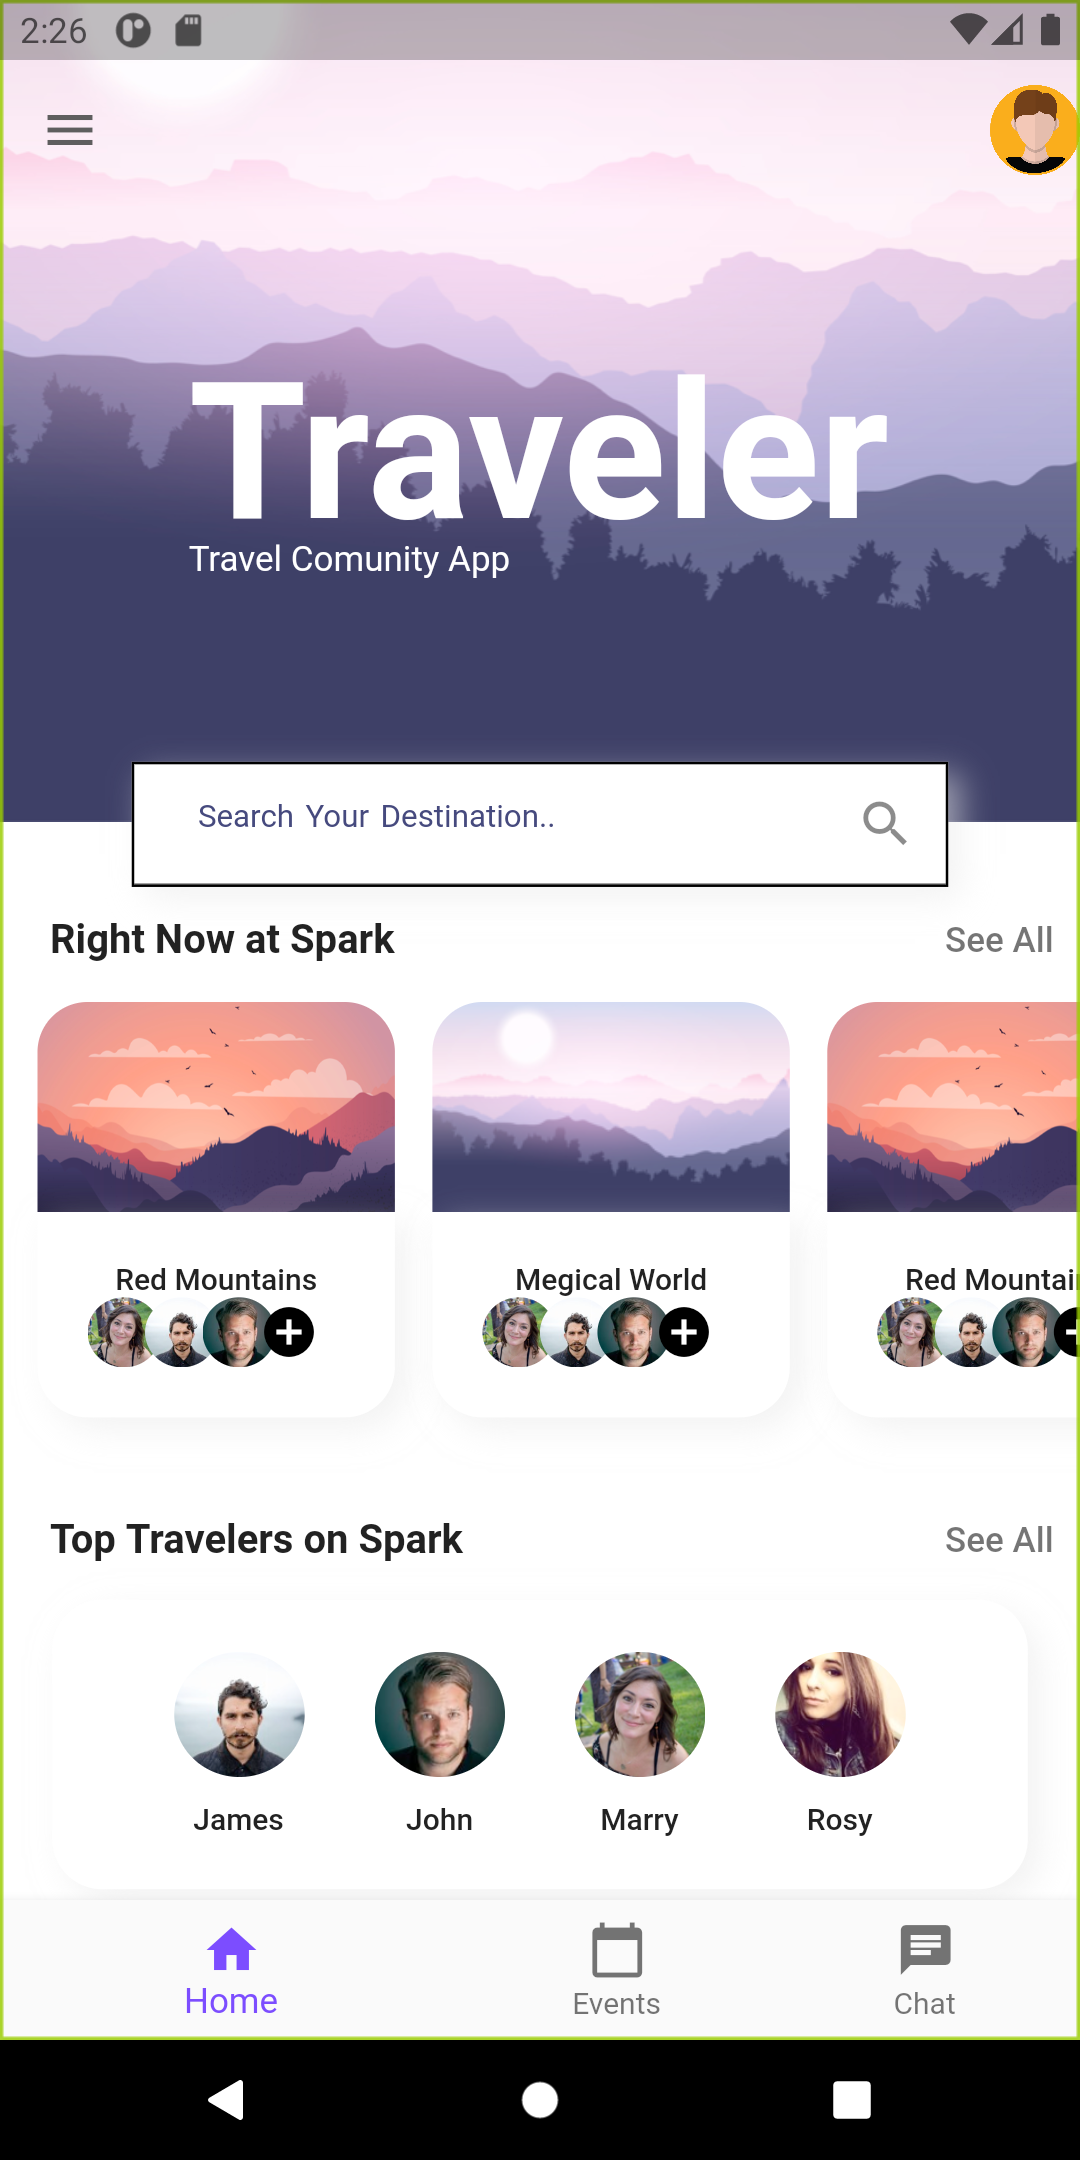 2:26
Traveler
Travel Comunity App
Search Your Destination..
Right Now at Spark See All
Red Mountains Megical World Red Mountai
Top Travelers on Spark See All
James John Marry Rosy
Home Events Chat